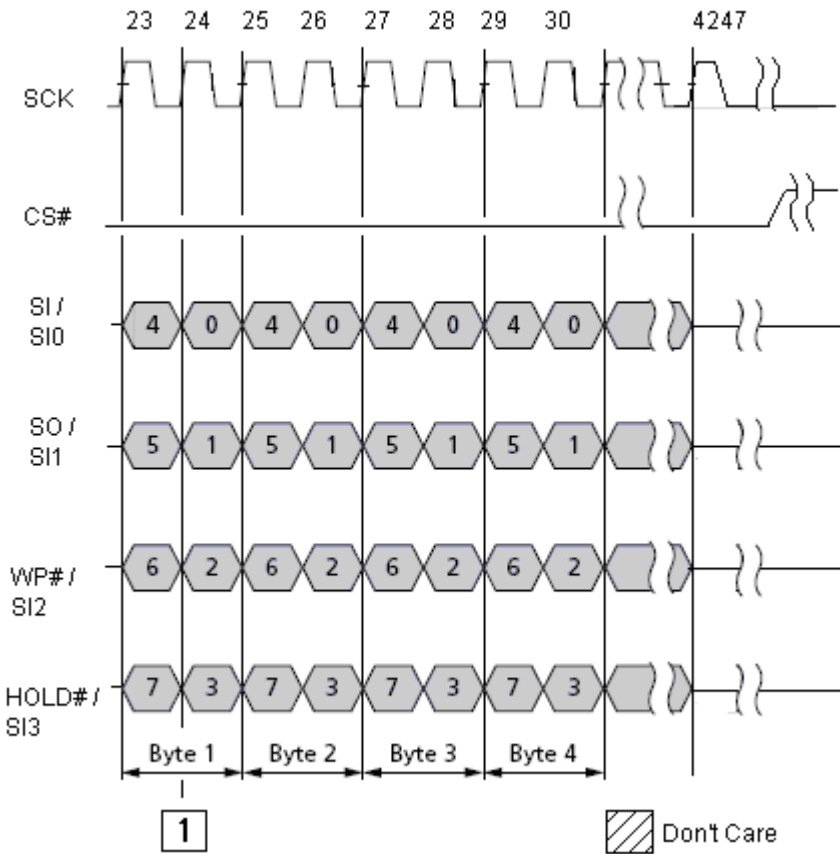 23 24 25 26 27 28 29 30 4247
SCK
CS#
SI /
SI0
4 0 4 0 4 0 4 0
SO /
SI1
5 1 5 1 5 1 5 1
WP# /
SI2
6 2 6 2 6 2 6 2
HOLD# /
SI3
7 3 7 3 7 3 7 3
Byte 1 Byte 2 Byte 3 Byte 4
1
Don't Care